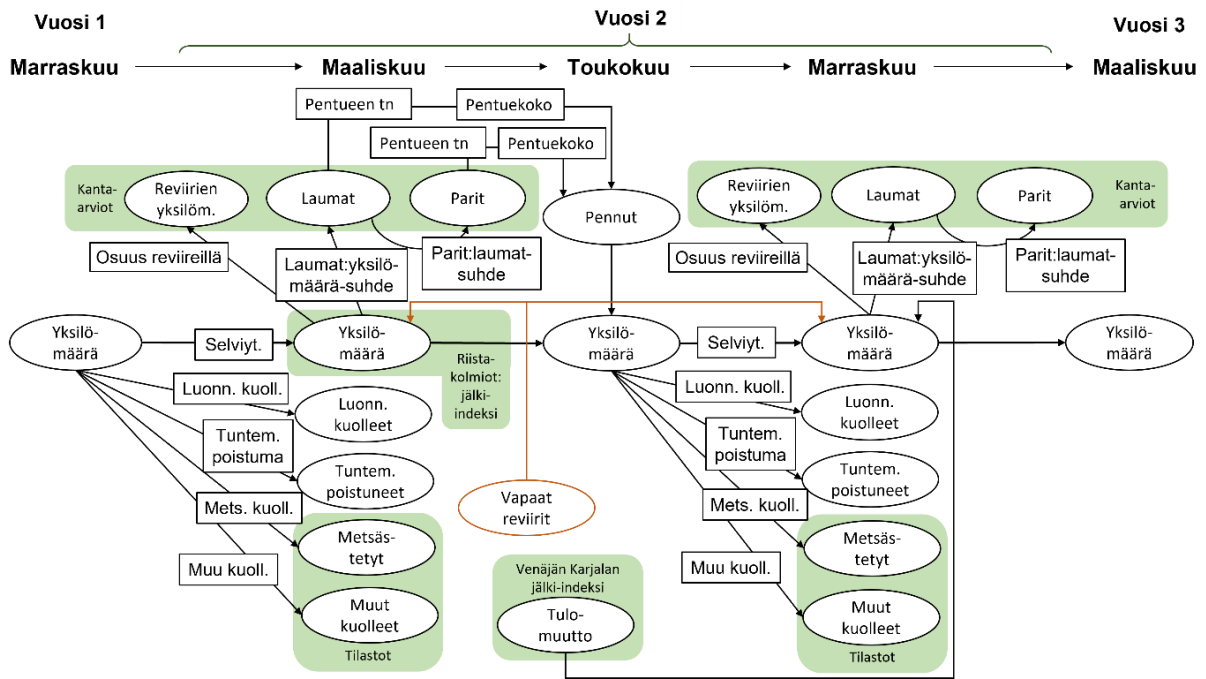 Vuosi 1
Vuosi 2
Vuosi 3
Marraskuu
Maaliskuu
Toukokuu
Marraskuu
Maaliskuu
Pentueen tn
Pentuekoko
Pentueen tn
Pentuekoko
Kanta-
arviot
Reviirien
yksilöm.
Laumat
Parit
Pennut
Reviirien
yksilöm.
Laumat
Parit
Kanta-
arviot
Osuus reviireillä
Laumat:yksilö-
määrä-suhde
Parit:laumat-
suhde
Osuus reviireillä
Laumat:yksilö-
määrä-suhde
Parit:laumat-
suhde
Yksilö-
määrä
Selviyt.
Yksilö-
määrä
Riista-
kolmiot:
jälki-
indeksi
Yksilö-
määrä
Selviyt.
Yksilö-
määrä
Yksilö-
määrä
Luonn. kuoll.
Luonn.
kuolleet
Tuntem.
poistuma
Tuntem.
poistuneet
Mets. kuoll.
Metsäs-
tetyt
Muu kuoll.
Muut
kuolleet
Tilastot
Vapaat
reviirit
Venäjän Karjalan
jälki-indeksi
Tulo-
muutto
Luonn. kuoll.
Luonn.
kuolleet
Tuntem.
poistuma
Tuntem.
poistuneet
Mets. kuoll.
Metsäs-
tetyt
Muu kuoll.
Muut
kuolleet
Tilastot